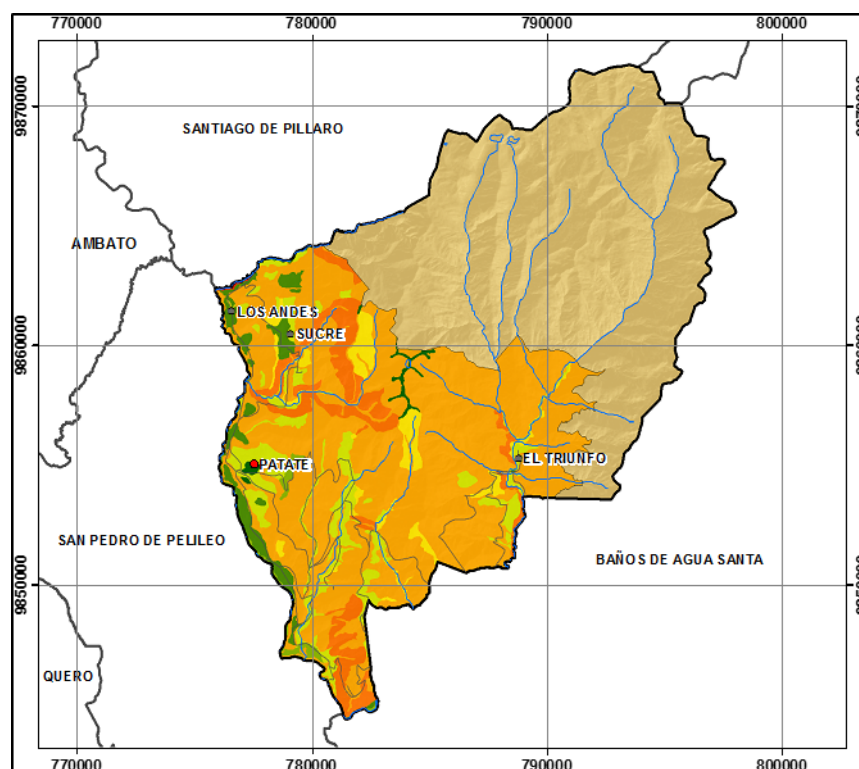 770000 780000 790000 800000
9870000
SANTIAGO DE PILLARO
AMBATO
LOS ANDES
SUCRE
9860000
PATATE
EL TRIUNFO
SAN PEDRO DE PELILEO
BAÑOS DE AGUA SANTA
9850000
QUERO
770000 780000 790000 800000